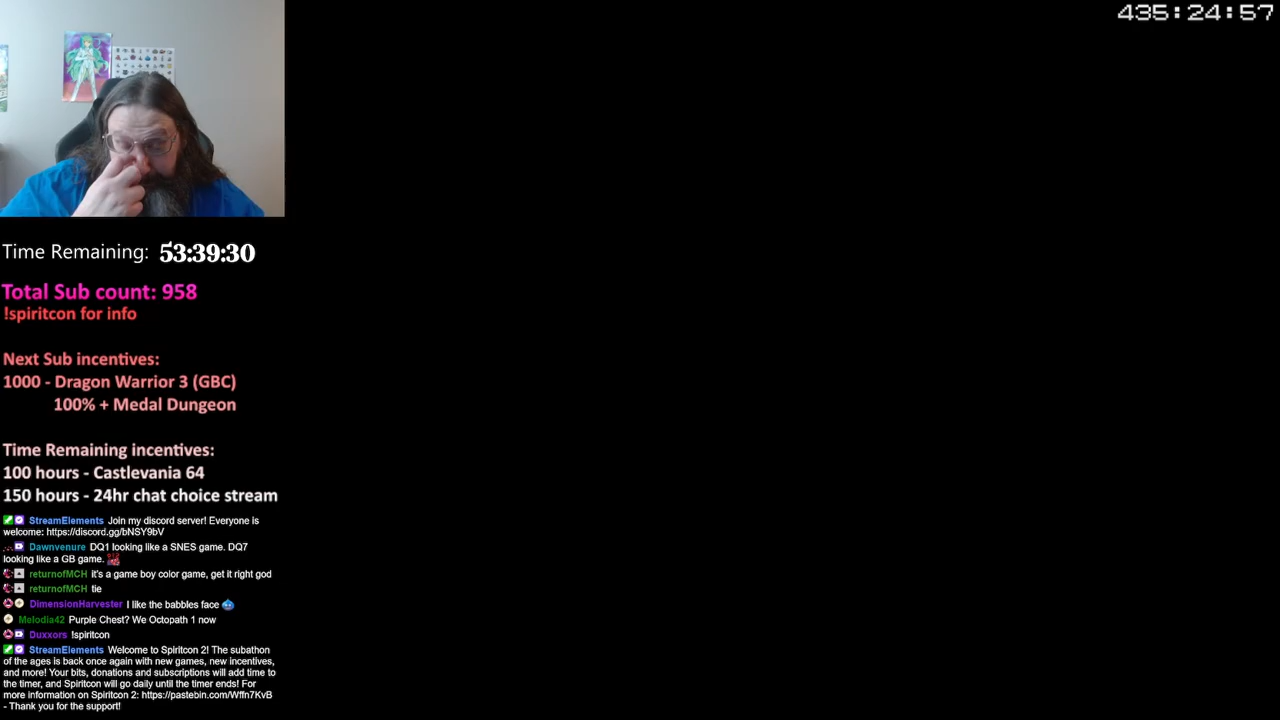 435:24:57
Time Remaining: 53:39:30
Total Sub count: 958
!spiritcon for info
Next Sub incentives:
1000 - Dragon Warrior 3 (GBC)
100% + Medal Dungeon
Time Remaining incentives:
100 hours - Castlevania 64
150 hours - 24hr chat choice stream
StreamElements Join my discord server! Everyone is
welcome: https://discord.gg/bNSY9bV
Dawnvenure DQ1 looking like a SNES game. DQ7
looking like a GB game.
returnofMCH it's a game boy color game, get it right god
returnofMCH tie
DimensionHarvester I like the babbles face
Melodia42 Purple Chest? We Octopath 1 now
Duxxors !spiritcon
StreamElements Welcome to Spiritcon 2! The subathon
of the ages is back once again with new games, new incentives,
and more! Your bits, donations and subscriptions will add time to
the timer, and Spiritcon will go daily until the timer ends! For
more information on Spiritcon 2: https://pastebin.com/Wffn7KvB
- Thank you for the support!